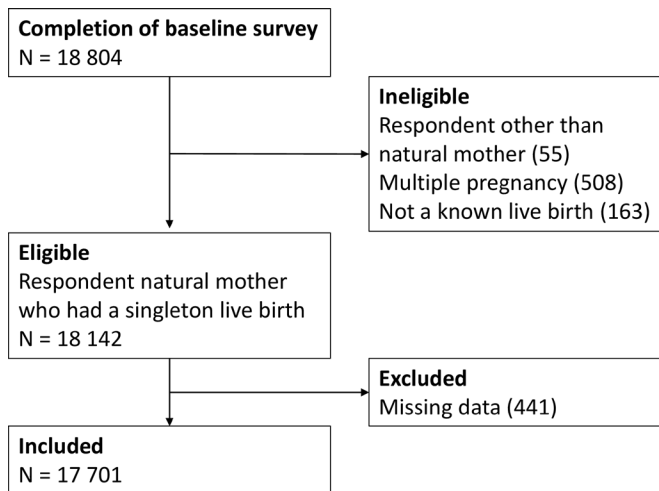 Completion of baseline survey
N = 18 804
Ineligible
Respondent other than
natural mother (55)
Multiple pregnancy (508)
Not a known live birth (163)
Eligible
Respondent natural mother
who had a singleton live birth
N = 18 142
Excluded
Missing data (441)
Included
N = 17 701